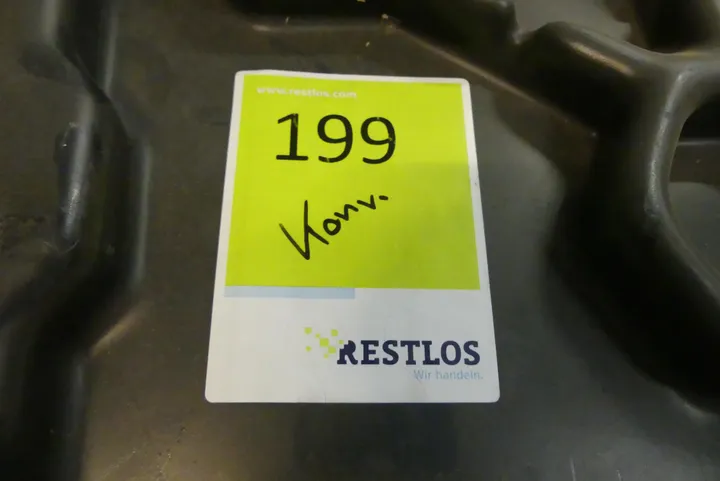 www.restlos.com
199
Konv.
RESTLOS
Wir handeln.